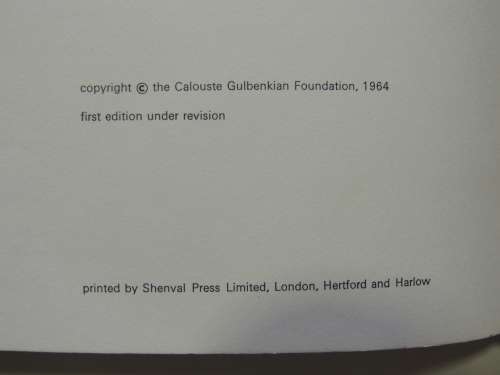 copyright © the Calouste Gulbenkian Foundation, 1964
first edition under revision
printed by Shenval Press Limited, London, Hertford and Harlow